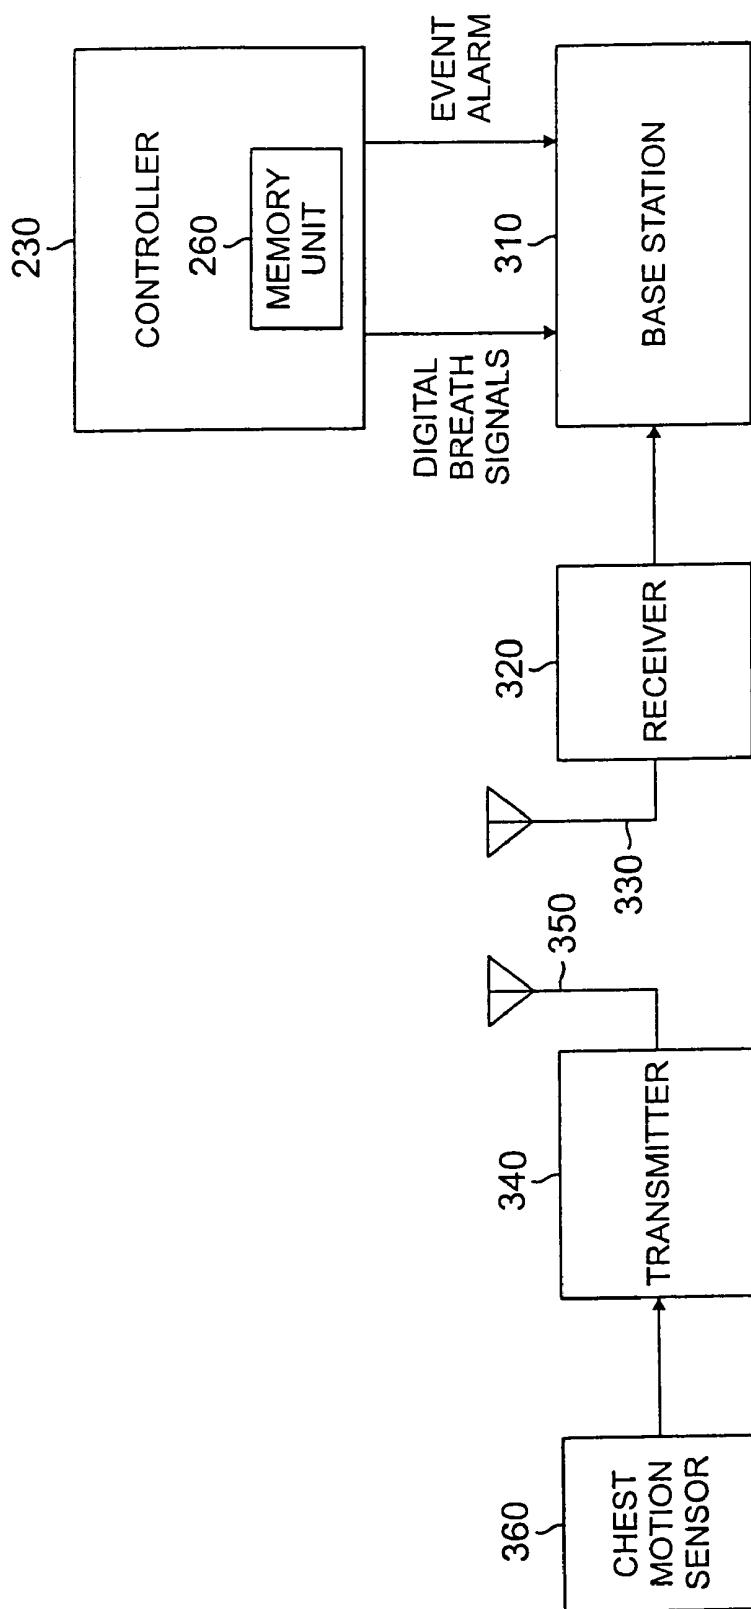 230
CONTROLLER
260
MEMORY
UNIT
DIGITAL
BREATH
SIGNALS
EVENT
ALARM
360
CHEST
MOTION
SENSOR
340
TRANSMITTER
350
330
320
RECEIVER
310
BASE STATION